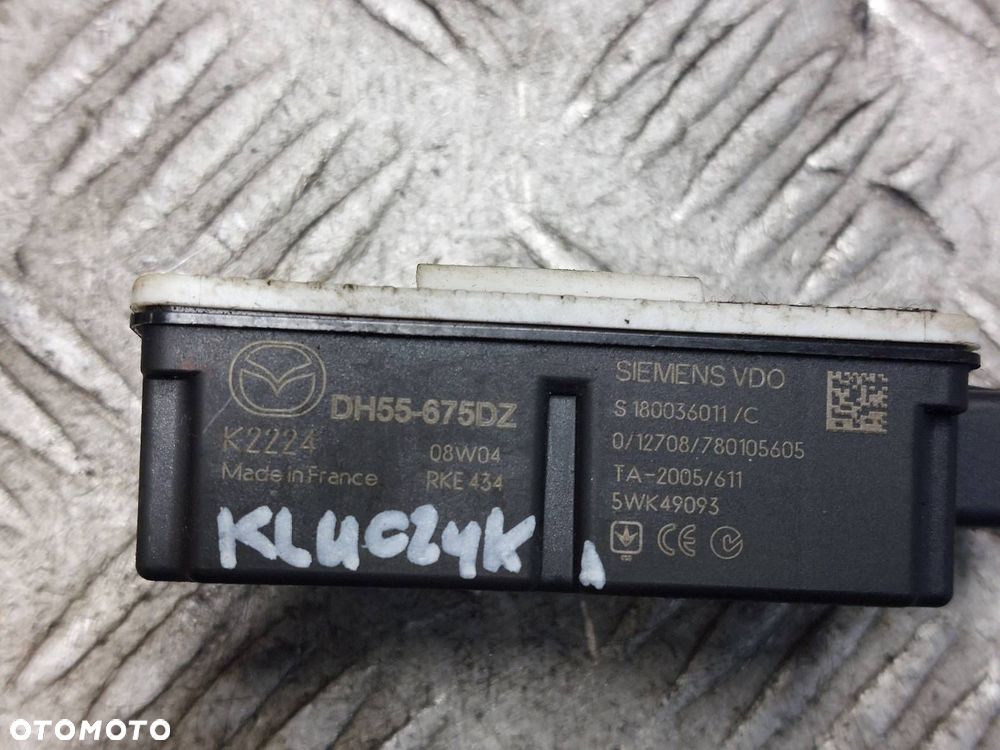 DH55-675DZ
K2224 08W04
Made in France RKE 434
KLUCZYK
SIEMENS VDO
S 180036011 /C
0/12708/780105605
TA-2005/611
5WK49093
CE
OTOMOTO